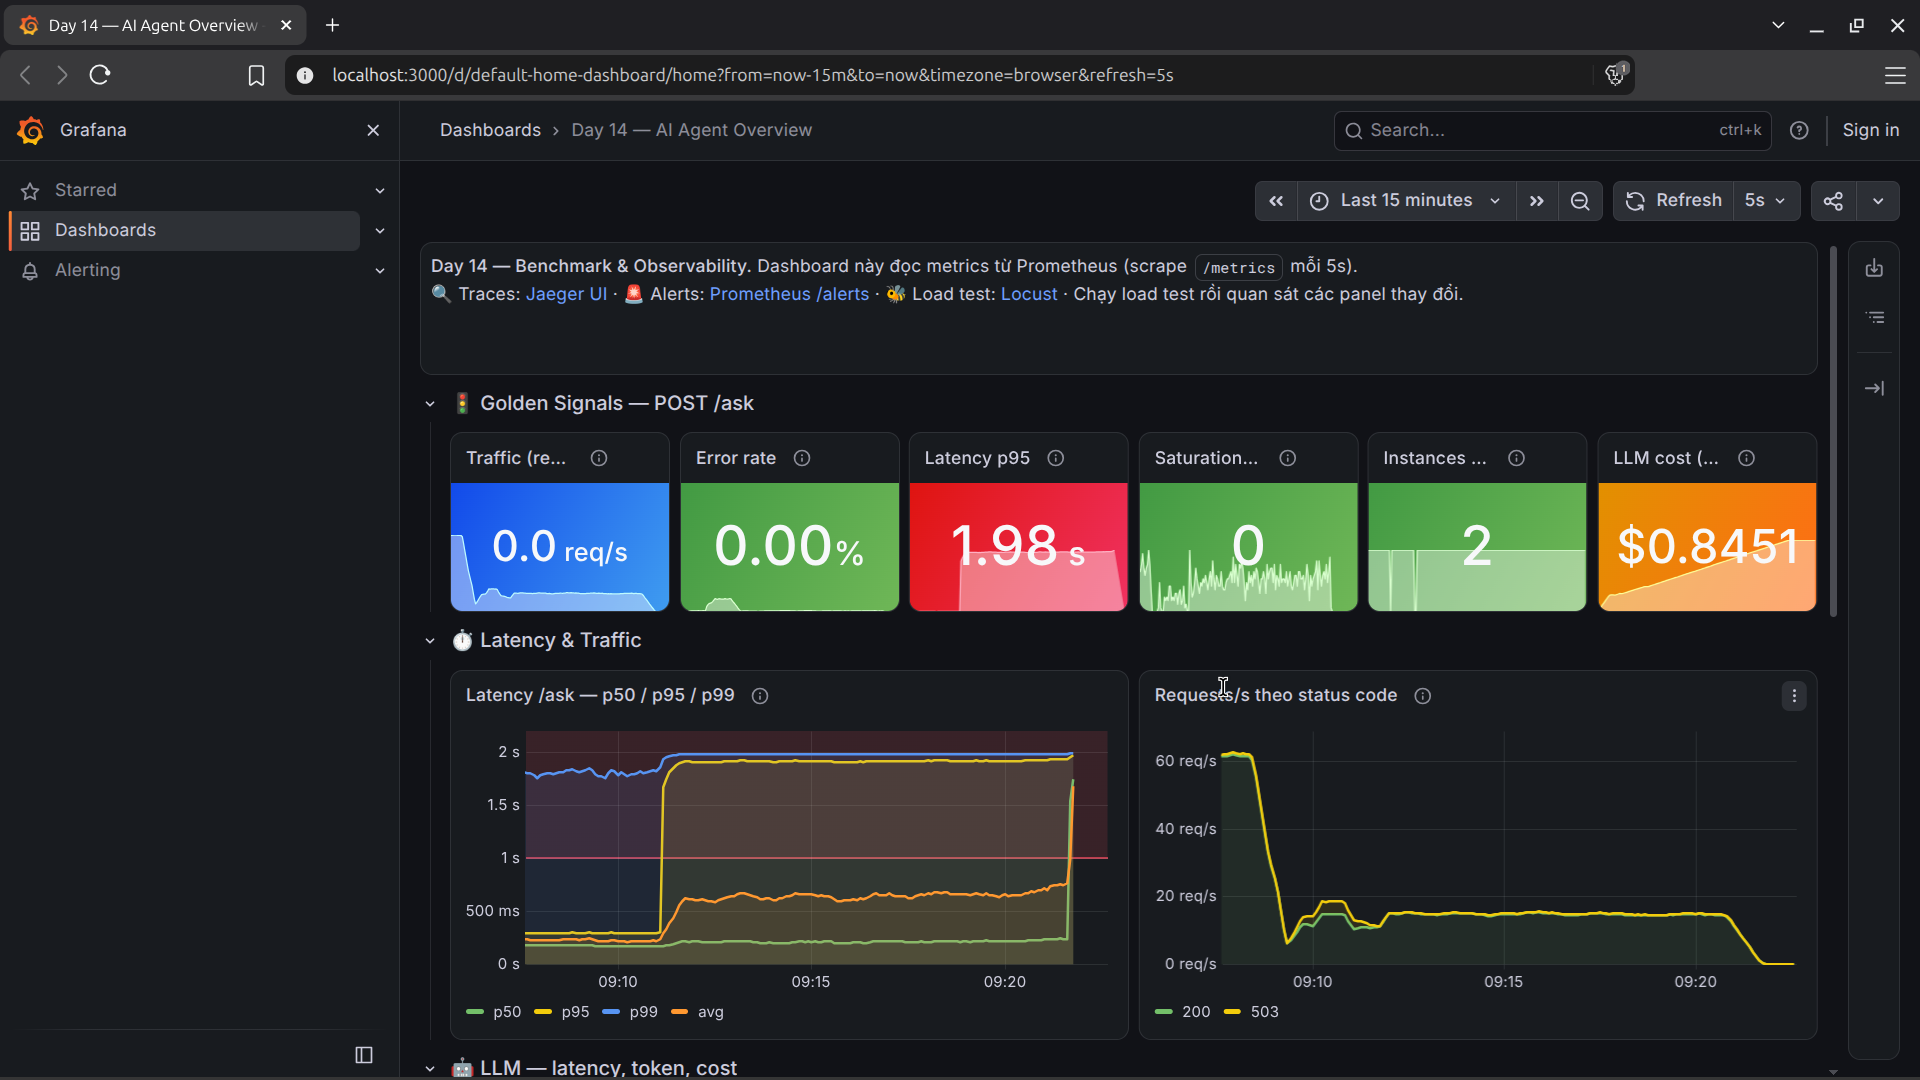 Day 14 — AI Agent Overview
localhost:3000/d/default-home-dashboard/home?from=now-15m&to=now&timezone=browser&refresh=5s
1
Grafana
Dashboards › Day 14 — AI Agent Overview
Search... ctrl+k
Sign in
Starred
Dashboards
Alerting
Last 15 minutes
Refresh 5s
Day 14 — Benchmark & Observability. Dashboard này đọc metrics từ Prometheus (scrape /metrics mỗi 5s).
🔍 Traces: Jaeger UI · 🚨 Alerts: Prometheus /alerts · 🐝 Load test: Locust · Chạy load test rồi quan sát các panel thay đổi.
🚦 Golden Signals — POST /ask
Traffic (re...
0.0 req/s
Error rate
0.00%
Latency p95
1.98 s
Saturation...
0
Instances ...
2
LLM cost (...
$0.8451
⏱️ Latency & Traffic
Latency /ask — p50 / p95 / p99
2 s
1.5 s
1 s
500 ms
0 s
09:10 09:15 09:20
p50 p95 p99 avg
Requests/s theo status code
60 req/s
40 req/s
20 req/s
0 req/s
09:10 09:15 09:20
200 503
🤖 LLM — latency, token, cost